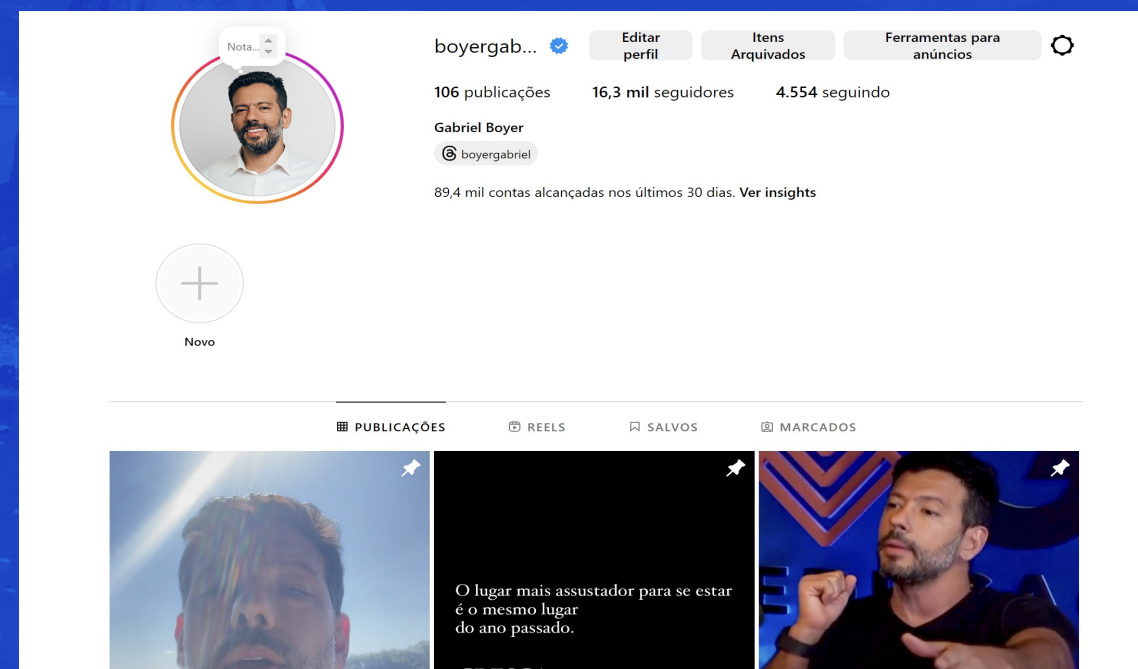 Nota...
boyergab...
Editar perfil
Itens Arquivados
Ferramentas para anúncios
106 publicações 16,3 mil seguidores 4.554 seguindo
Gabriel Boyer
boyergabriel
89,4 mil contas alcançadas nos últimos 30 dias. Ver insights
Novo
PUBLICAÇÕES REELS SALVOS MARCADOS
O lugar mais assustador para se estar
é o mesmo lugar
do ano passado.